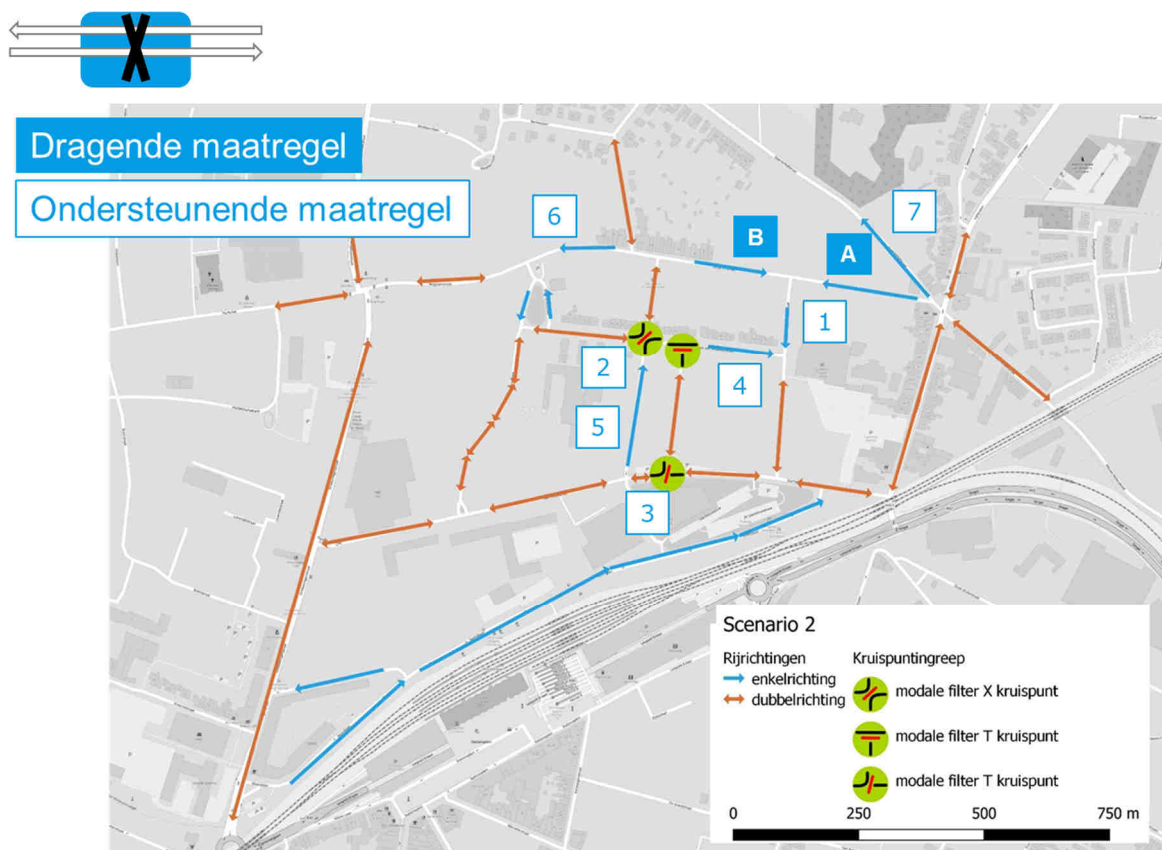 Dragende maatregel
Ondersteunende maatregel
6
B
7
A
1
2
4
5
3
Scenario 2
Rijrichtingen
enkelrichting
dubbelrichting
Kruispuntingreep
modale filter X kruispunt
modale filter T kruispunt
modale filter T kruispunt
0 250 500 750 m